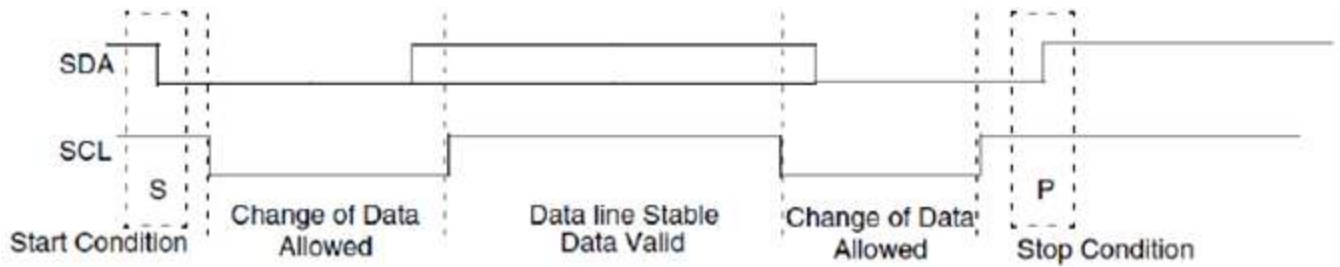 SDA
SCL
S
P
Start Condition
Change of Data
Allowed
Data line Stable
Data Valid
Change of Data
Allowed
Stop Condition